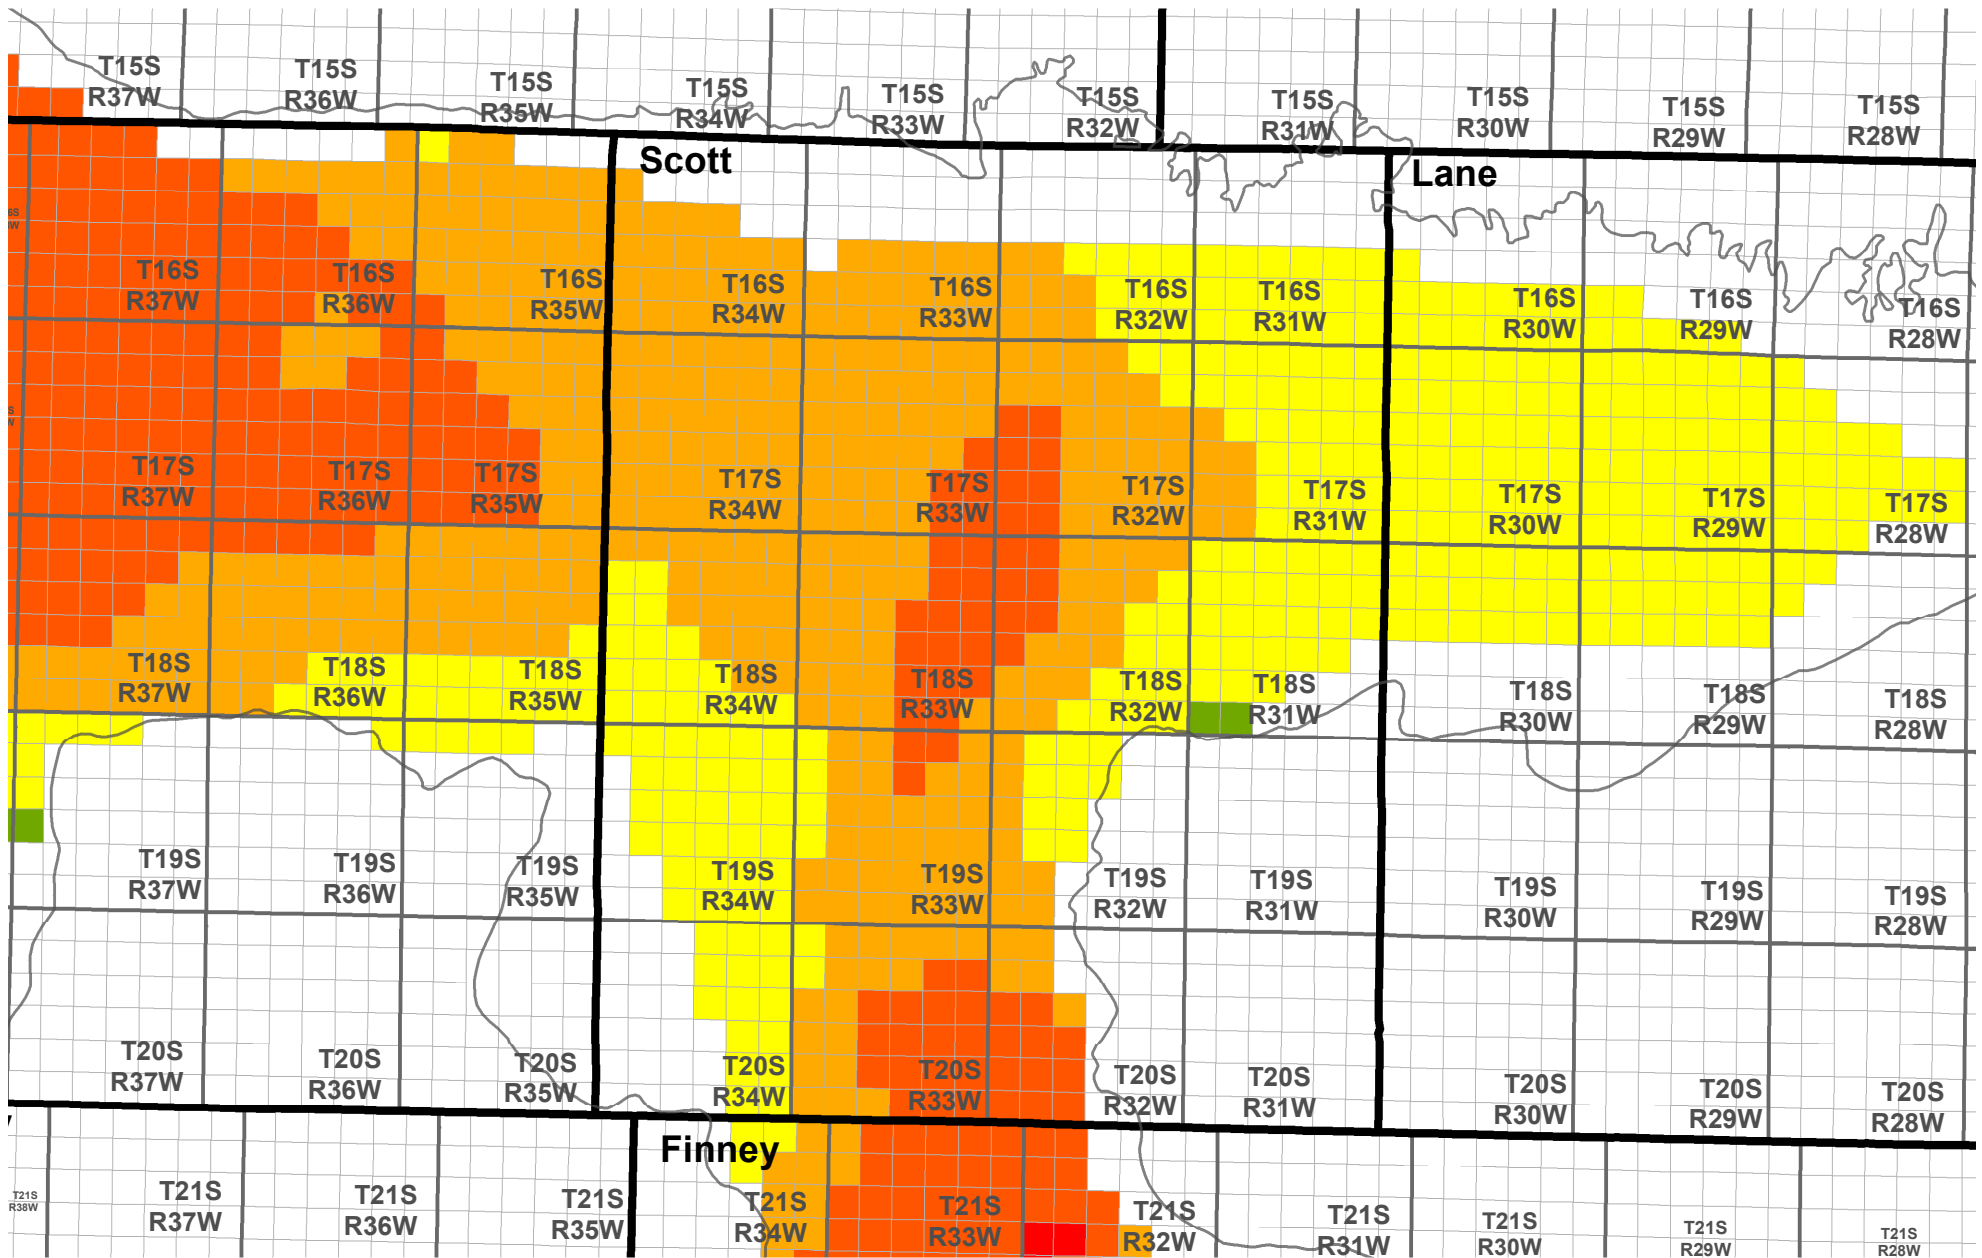 T15S
R37W
T15S
R36W
T15S
R35W
T15S
R34W
T15S
R33W
T15S
R32W
T15S
R31W
T15S
R30W
T15S
R29W
T15S
R28W
Scott
Lane
T16S
R37W
T16S
R36W
T16S
R35W
T16S
R34W
T16S
R33W
T16S
R32W
T16S
R31W
T16S
R30W
T16S
R29W
T16S
R28W
T17S
R37W
T17S
R36W
T17S
R35W
T17S
R34W
T17S
R33W
T17S
R32W
T17S
R31W
T17S
R30W
T17S
R29W
T17S
R28W
T18S
R37W
T18S
R36W
T18S
R35W
T18S
R34W
T18S
R33W
T18S
R32W
T18S
R31W
T18S
R30W
T18S
R29W
T18S
R28W
T19S
R37W
T19S
R36W
T19S
R35W
T19S
R34W
T19S
R33W
T19S
R32W
T19S
R31W
T19S
R30W
T19S
R29W
T19S
R28W
T20S
R37W
T20S
R36W
T20S
R35W
T20S
R34W
T20S
R33W
T20S
R32W
T20S
R31W
T20S
R30W
T20S
R29W
T20S
R28W
Finney
T21S
R38W
T21S
R37W
T21S
R36W
T21S
R35W
T21S
R34W
T21S
R33W
T21S
R32W
T21S
R31W
T21S
R30W
T21S
R29W
T21S
R28W